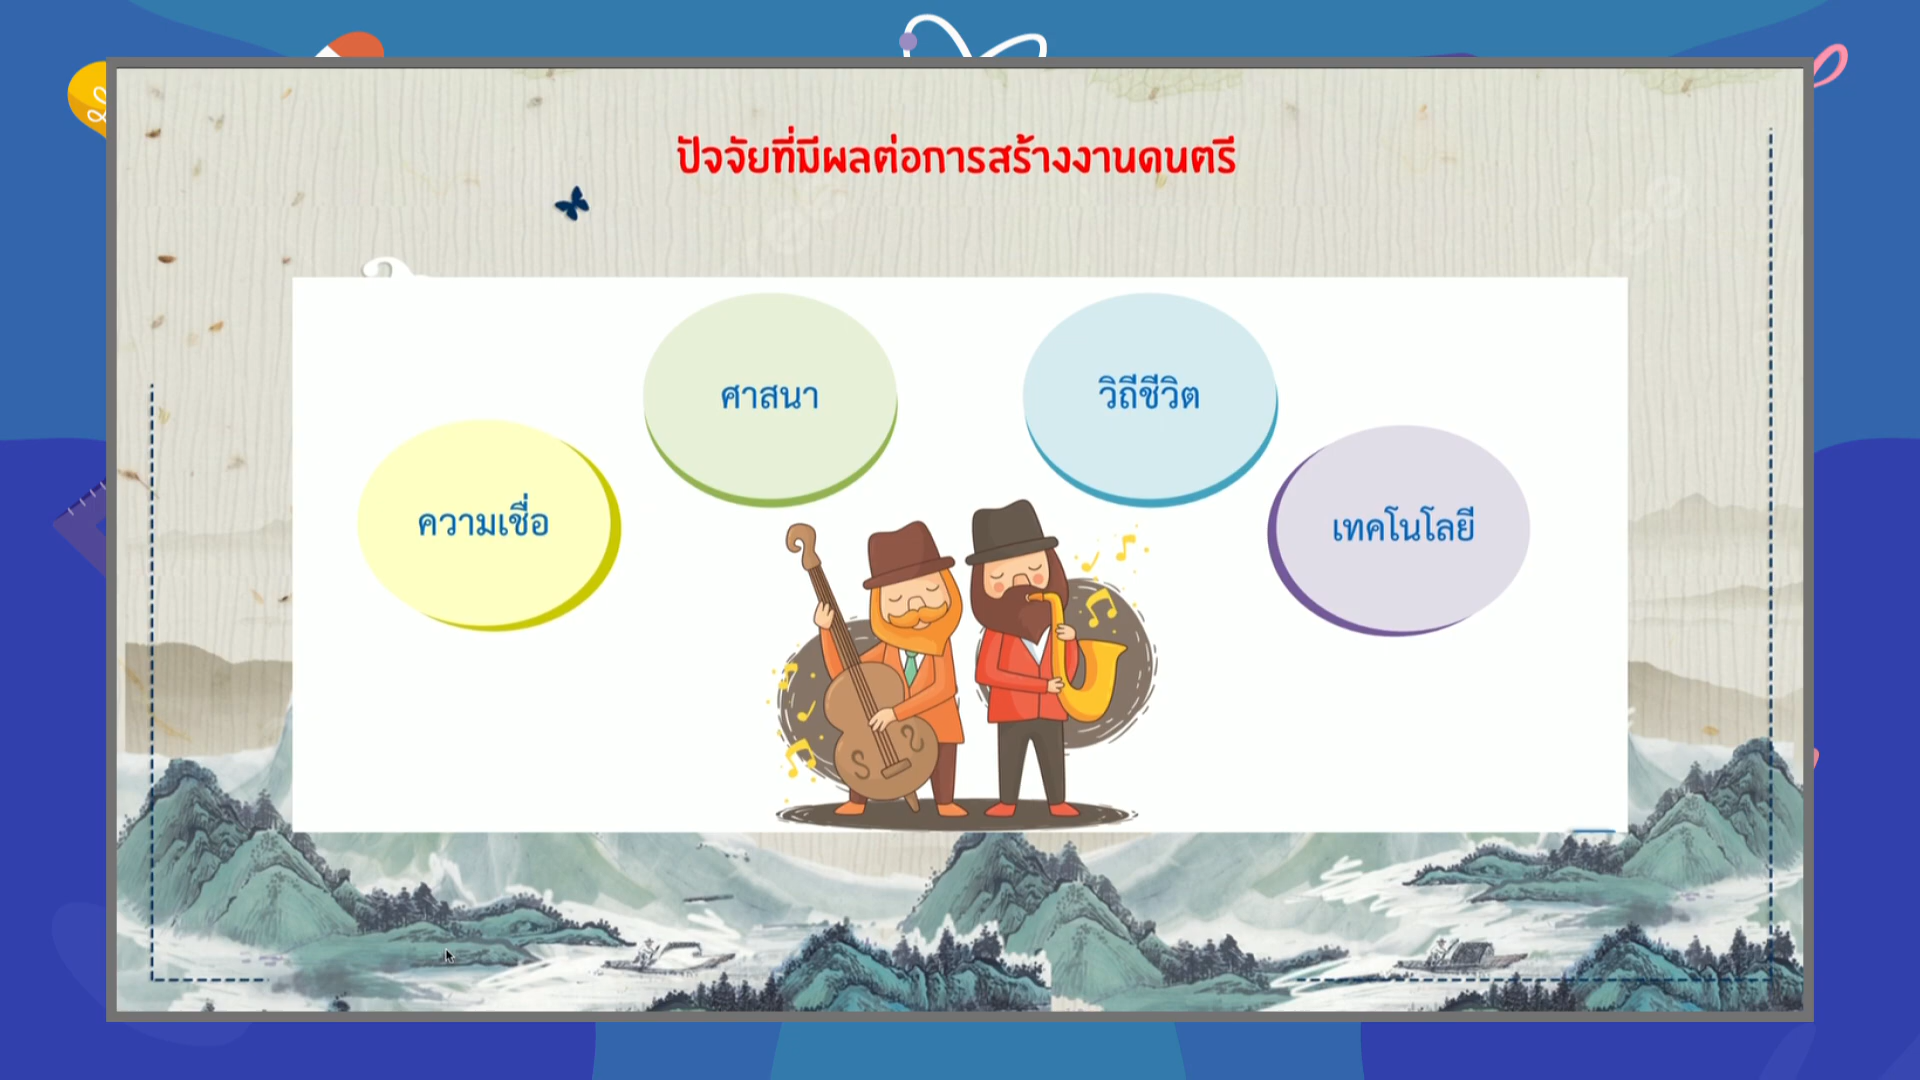 ปัจจัยที่มีผลต่อการสร้างงานดนตรี
ศาสนา
วิถีชีวิต
ความเชื่อ
เทคโนโลยี